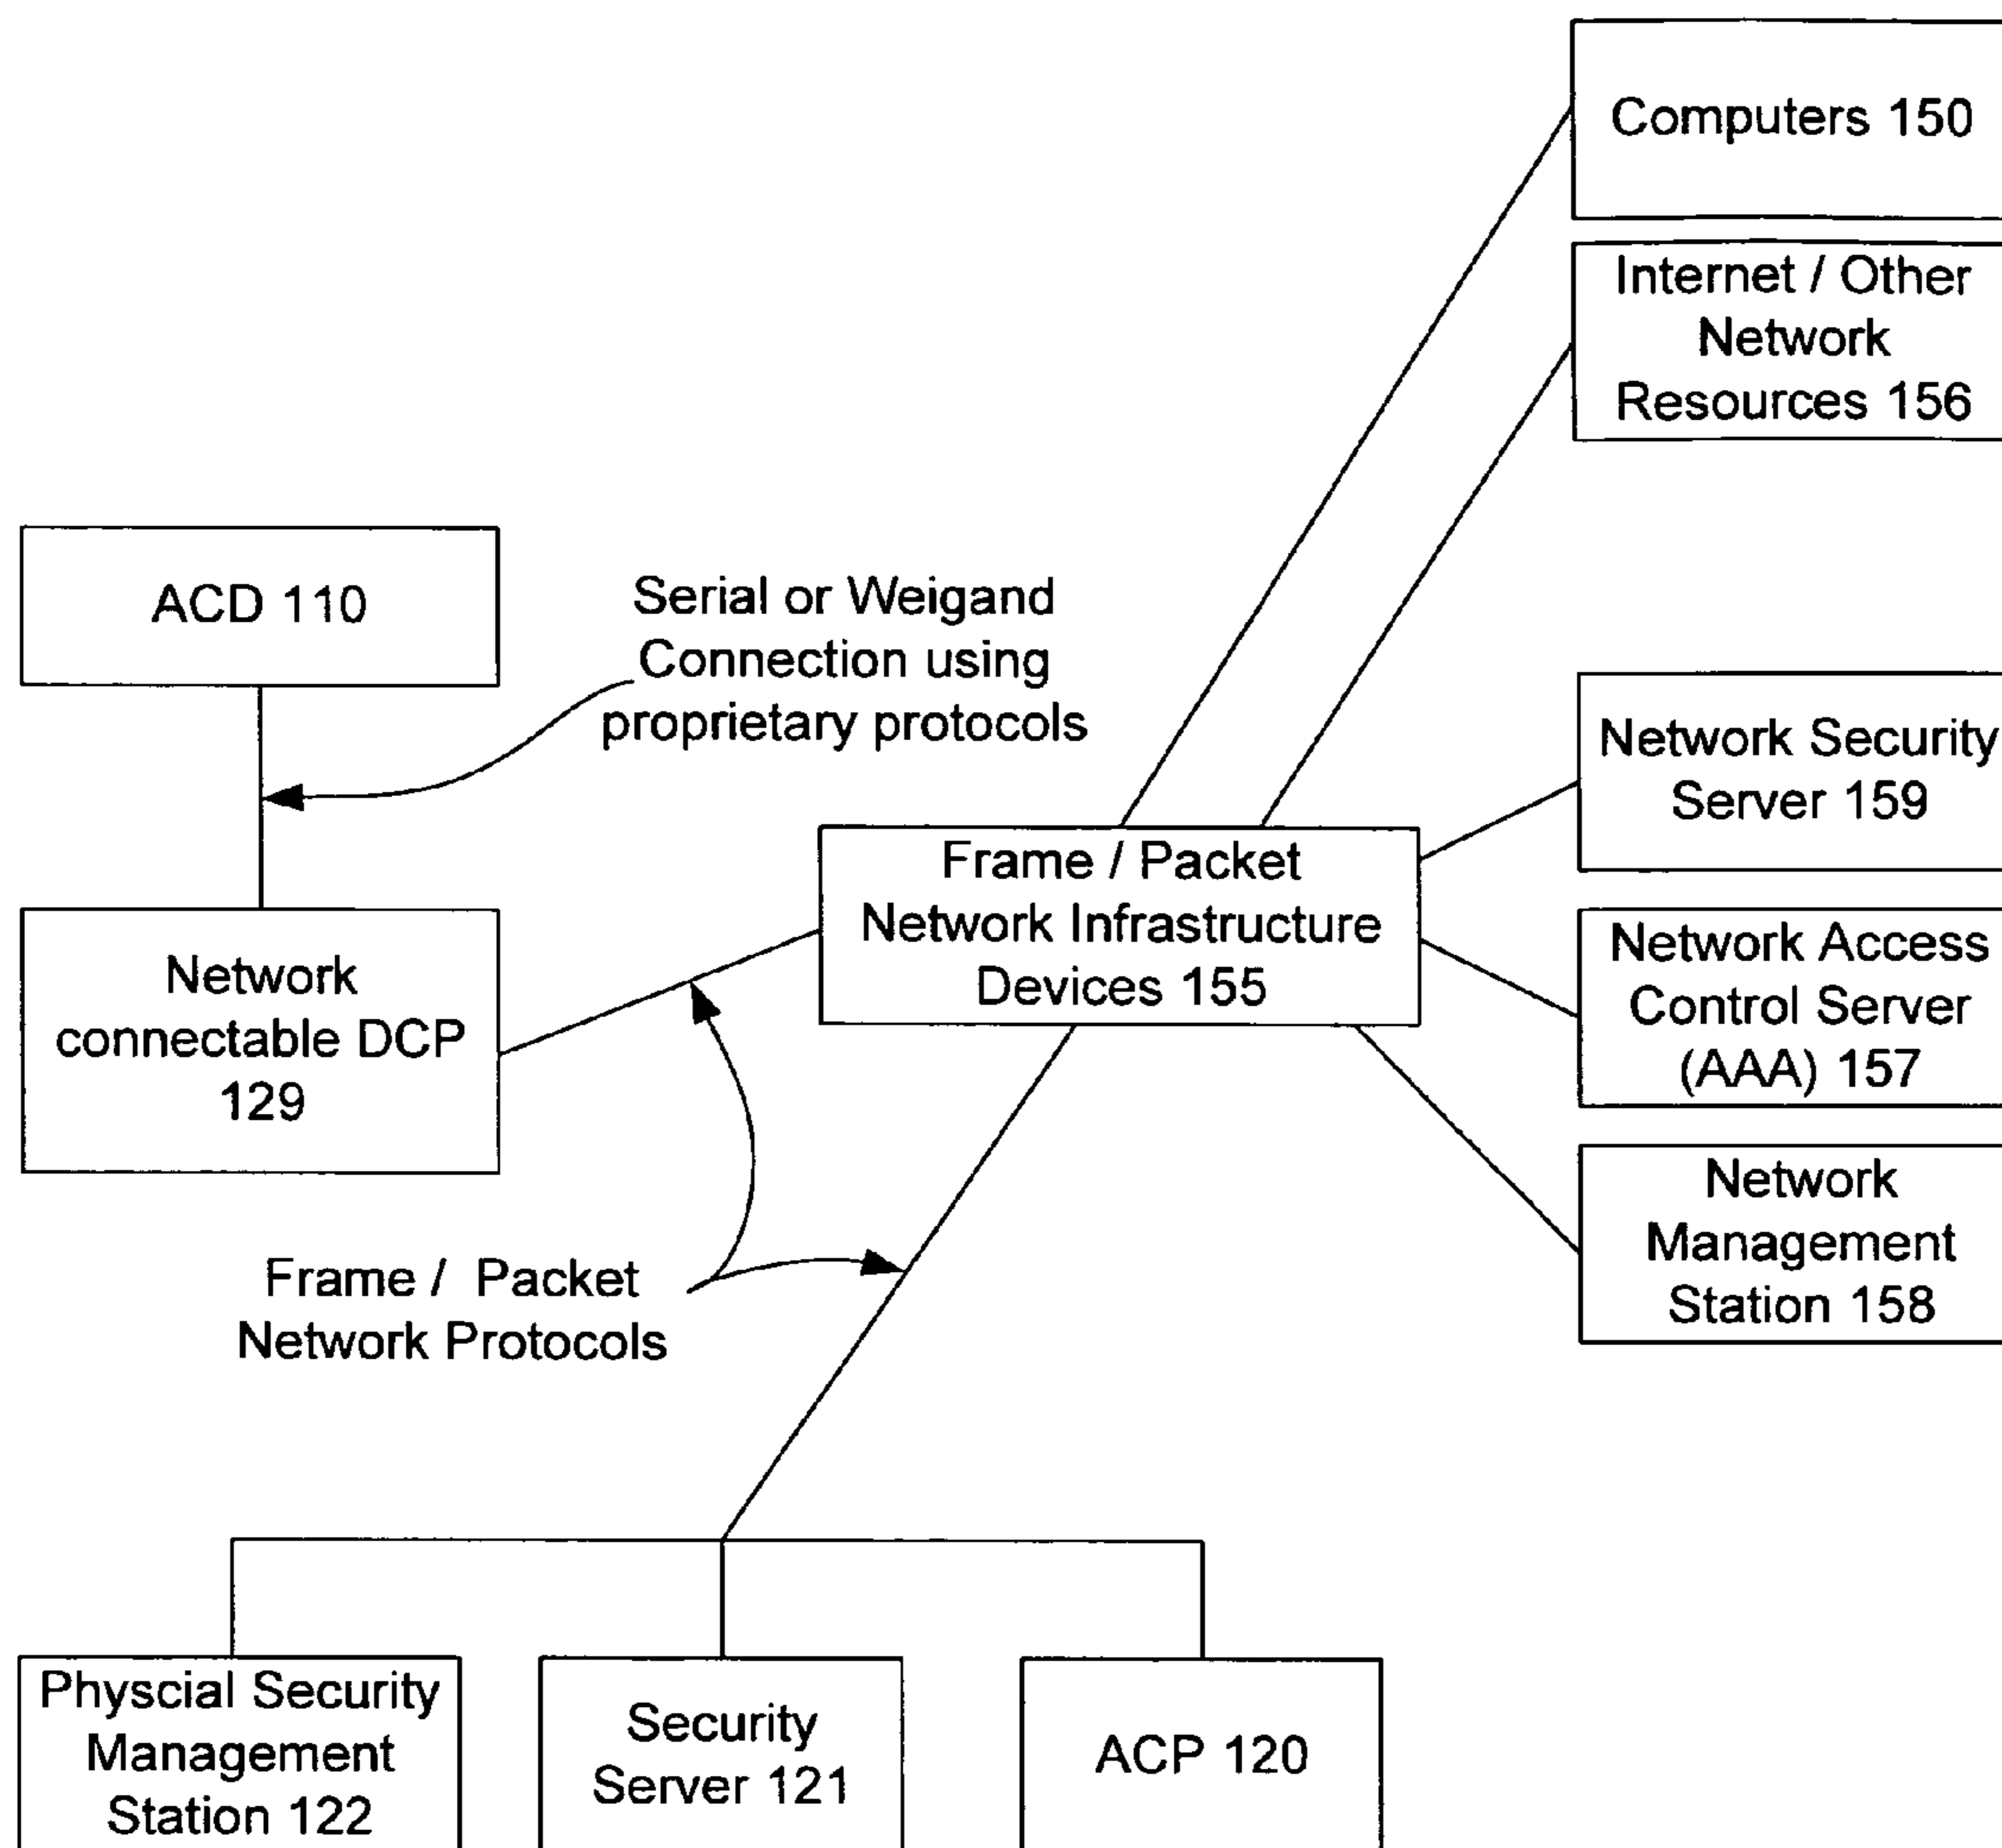 Computers 150
Internet / Other
Network
Resources 156
ACD 110
Serial or Weigand
Connection using
proprietary protocols
Network Security
Server 159
Frame / Packet
Network Infrastructure
Devices 155
Network Access
Control Server
(AAA) 157
Network
connectable DCP
129
Network
Management
Station 158
Frame / Packet
Network Protocols
Physcial Security
Management
Station 122
Security
Server 121
ACP 120